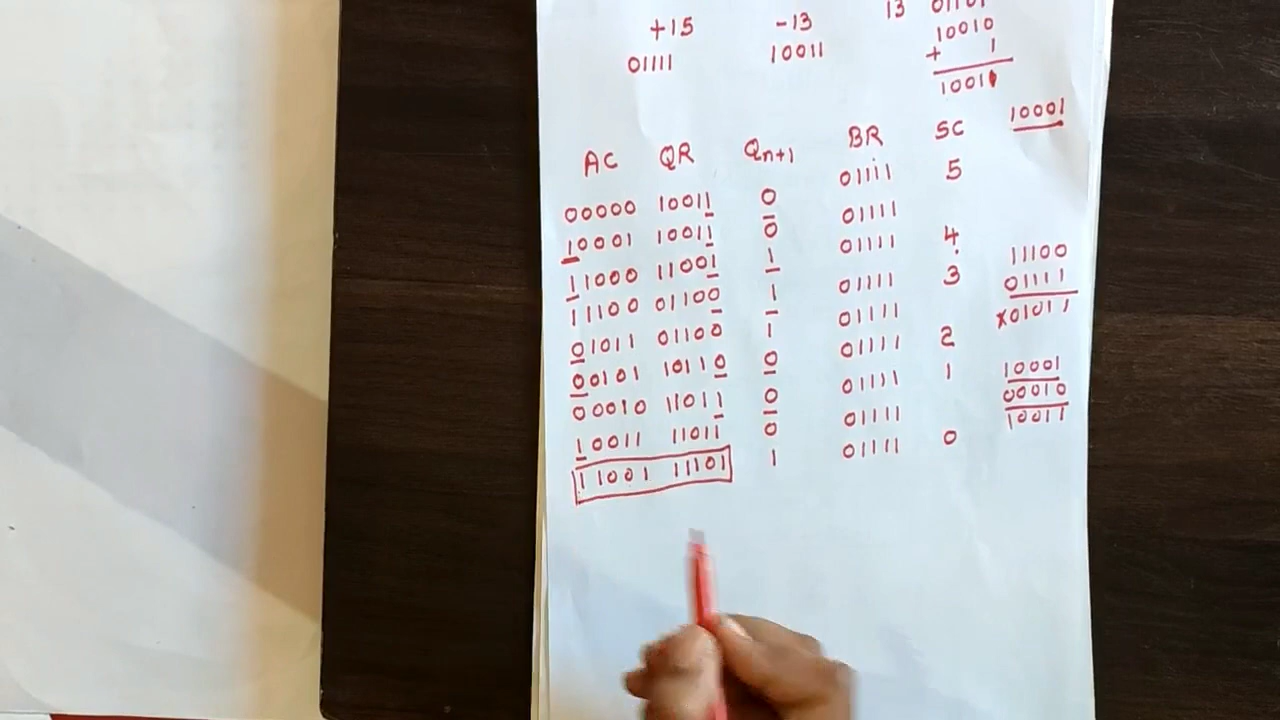 +15 -13 13 01101
01111 10011 10010
+ 1
10010
AC QR Qn+1 BR SC 10001
00000 10011 0 01111 5
10001 10011 0 01111
11000 11001 1 01111 4
11100 01100 1 01111 3 11100
01011 01100 1 01111 01111
00101 10110 0 01111 2 x01011
00010 11011 0 01111 1 10001
10011 11011 0 01111 00010
11001 11101 1 01111 0 10011